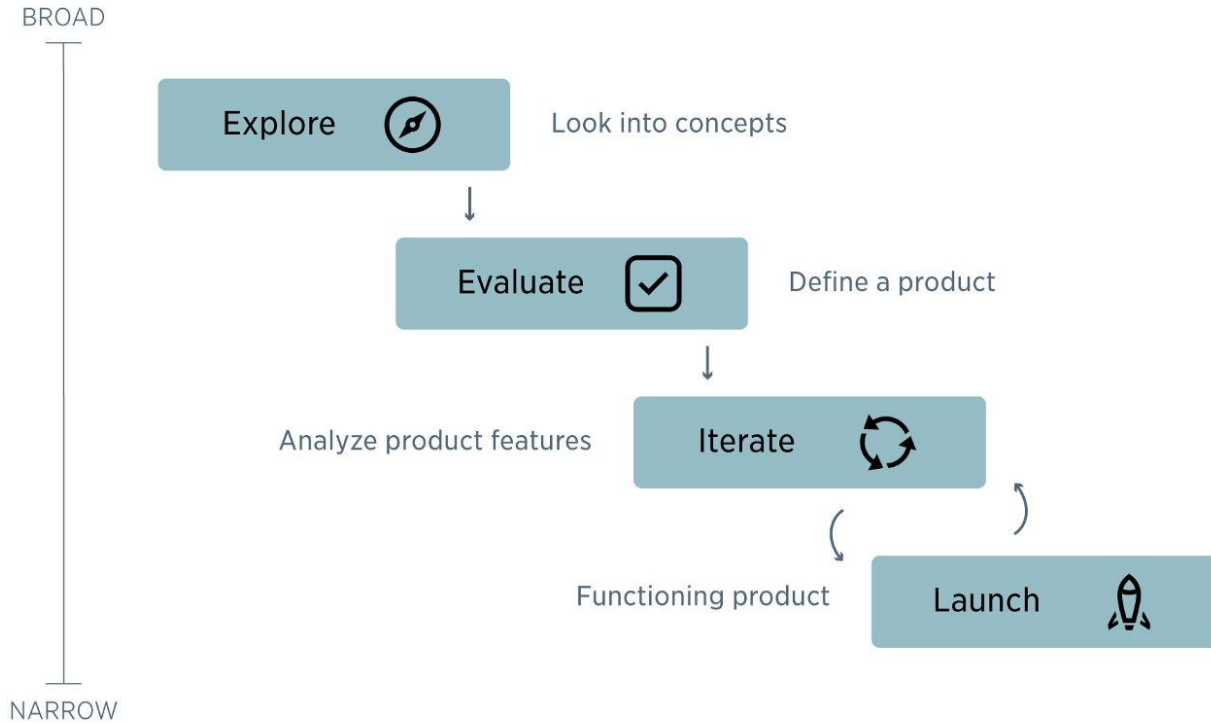 BROAD
Explore
Look into concepts
Evaluate
Define a product
Analyze product features
Iterate
Functioning product
Launch
NARROW